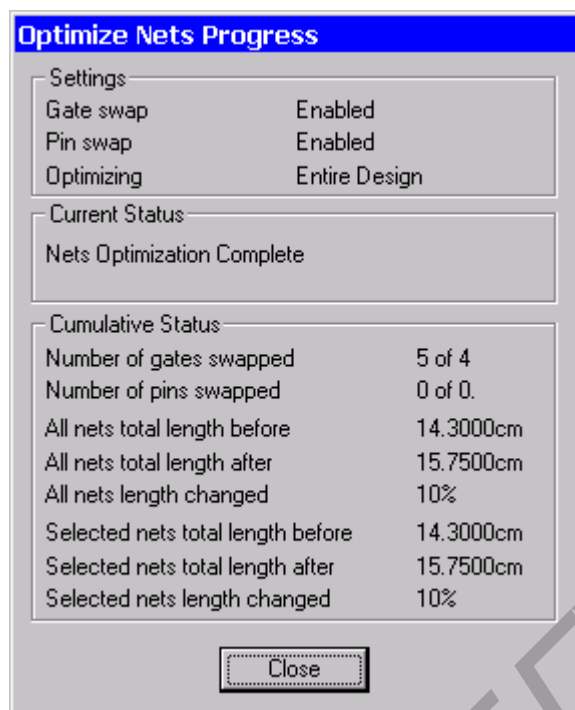 Optimize Nets Progress
Settings
Gate swap Enabled
Pin swap Enabled
Optimizing Entire Design
Current Status
Nets Optimization Complete
Cumulative Status
Number of gates swapped 5 of 4
Number of pins swapped 0 of 0.
All nets total length before 14.3000cm
All nets total length after 15.7500cm
All nets length changed 10%
Selected nets total length before 14.3000cm
Selected nets total length after 15.7500cm
Selected nets length changed 10%
Close